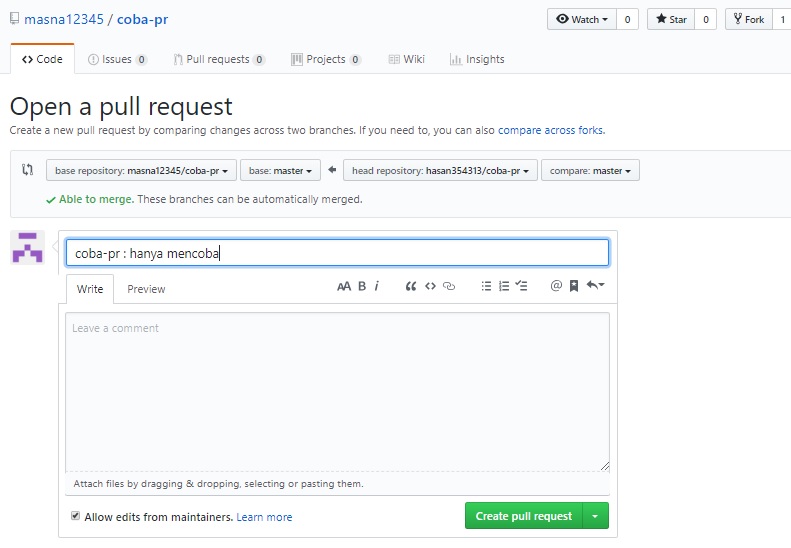 masna12345 / coba-pr
Watch 0 Star 0 Fork 1
Code Issues 0 Pull requests 0 Projects 0 Wiki Insights
Open a pull request
Create a new pull request by comparing changes across two branches. If you need to, you can also compare across forks.
base repository: masna12345/coba-pr base: master head repository: hasan354313/coba-pr compare: master
Able to merge. These branches can be automatically merged.
coba-pr : hanya mencoba
Write Preview AA B i
Leave a comment
Attach files by dragging & dropping, selecting or pasting them.
Allow edits from maintainers. Learn more Create pull request